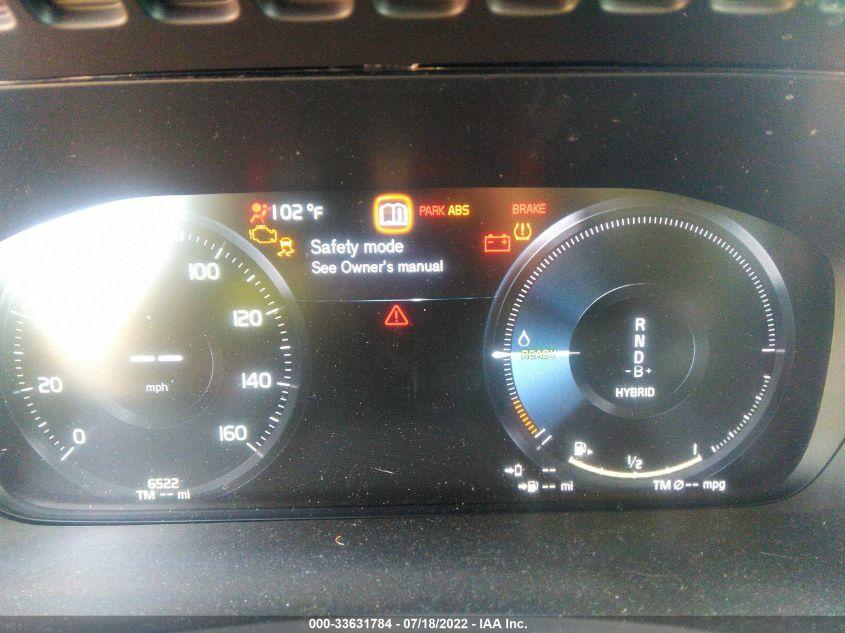 102 °F
PARK ABS
BRAKE
Safety mode
See Owner's manual
100
120
140
160
20
0
-- mph
6522
TM -- mi
READY
R
N
D
-B+
HYBRID
1/2
1
--
-- mi
TM Ø -- mpg
000-33631784 / 07/18/2022 - IAA Inc.